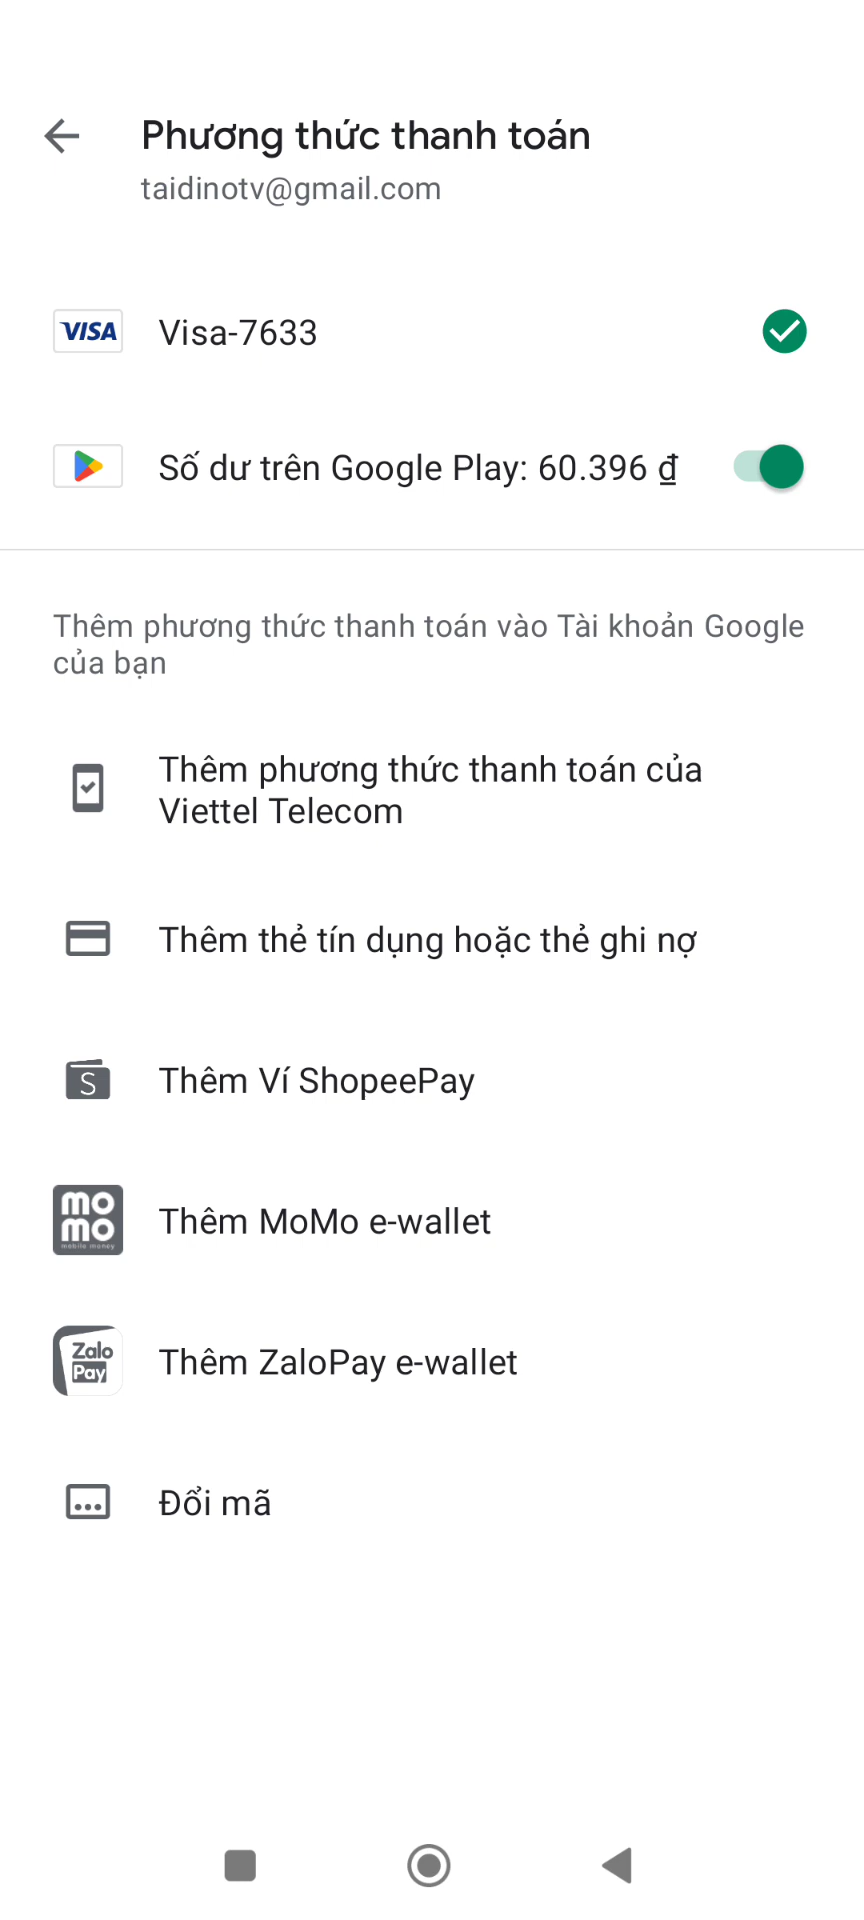 Phương thức thanh toán
taidinotv@gmail.com
VISA Visa-7633
Số dư trên Google Play: 60.396 ₫
Thêm phương thức thanh toán vào Tài khoản Google
của bạn
Thêm phương thức thanh toán của
Viettel Telecom
Thêm thẻ tín dụng hoặc thẻ ghi nợ
S Thêm Ví ShopeePay
mo
mo
mobile money
Thêm MoMo e-wallet
Zalo
Pay
Thêm ZaloPay e-wallet
Đổi mã